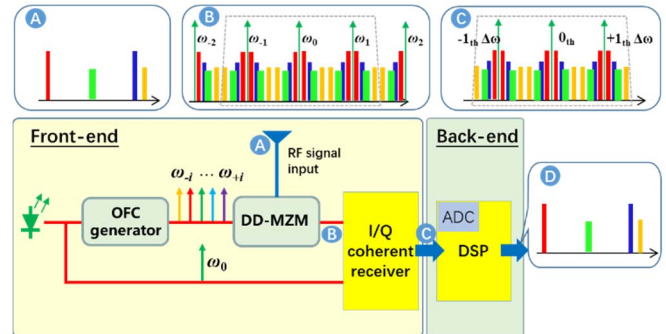 A
B
ω-2
ω-1
ω0
ω1
ω2
C
-1th Δω
0th
+1th Δω
Front-end
Back-end
A
RF signal
input
ω-i ... ω+i
OFC
generator
DD-MZM
B
I/Q
coherent
receiver
C
ADC
DSP
D
ω0